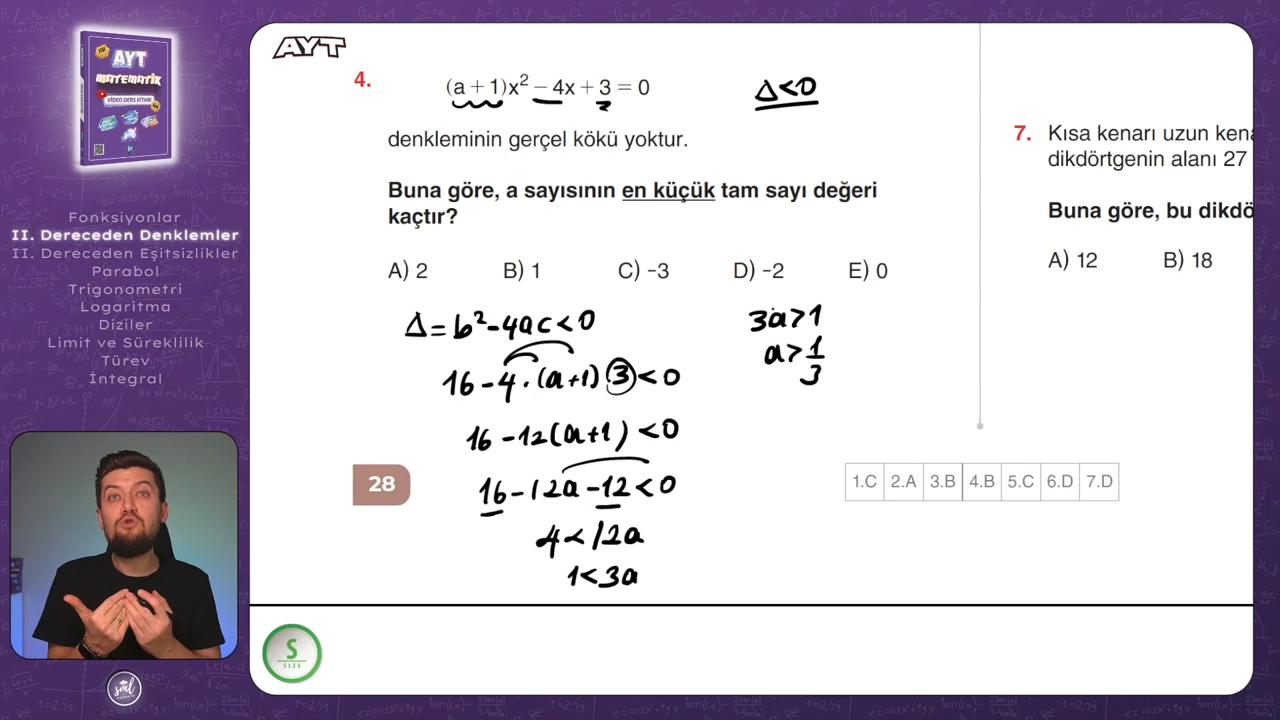 AYT
MATEMATİK
VİDEO DERS KİTABI
Fonksiyonlar
II. Dereceden Denklemler
II. Dereceden Eşitsizlikler
Parabol
Trigonometri
Logaritma
Diziler
Limit ve Süreklilik
Türev
İntegral
sml
AYT
4. (a + 1)x² – 4x + 3 = 0
Δ<0
denkleminin gerçel kökü yoktur.
Buna göre, a sayısının en küçük tam sayı değeri
kaçtır?
A) 2 B) 1 C) –3 D) –2 E) 0
Δ = b² - 4ac < 0
16 - 4 · (a+1) 3 < 0
16 - 12(a+1) < 0
16 - 12a - 12 < 0
4 < 12a
1 < 3a
3a > 1
a > 1/3
28
1.C 2.A 3.B 4.B 5.C 6.D 7.D
7. Kısa kenarı uzun kena
dikdörtgenin alanı 27
Buna göre, bu dikdö
A) 12 B) 18
S
SIZE